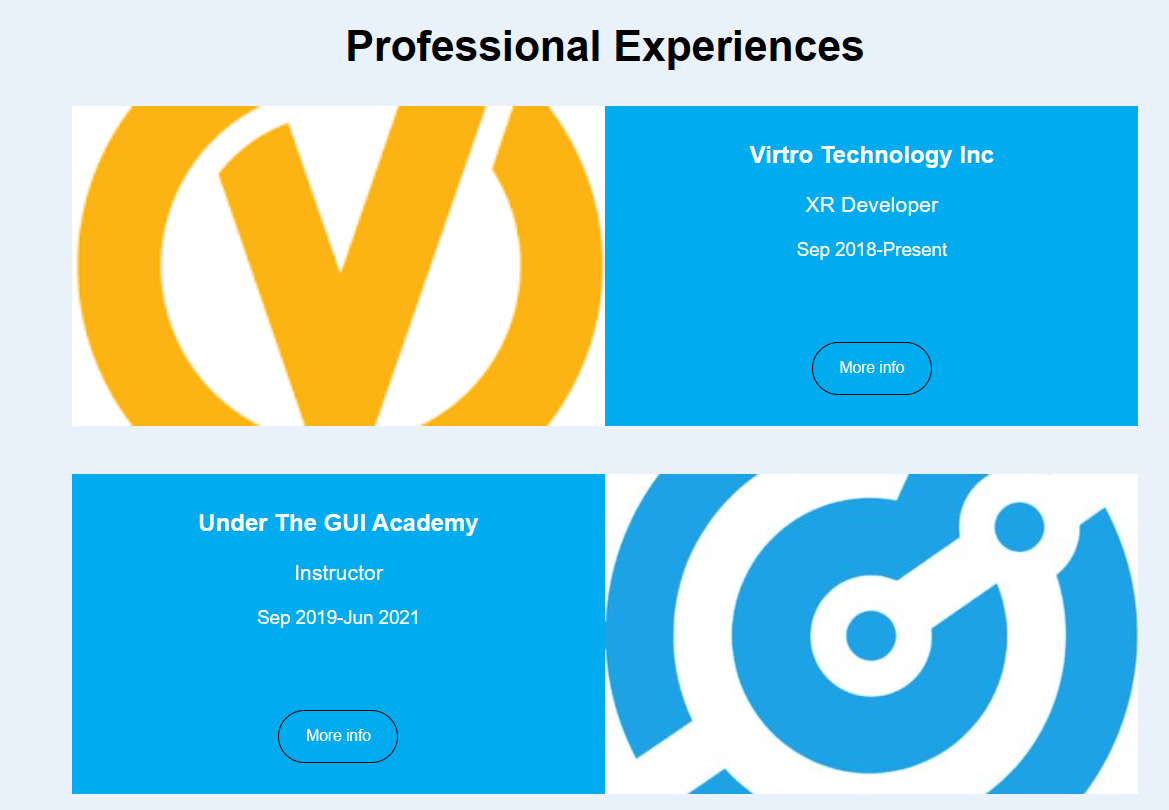 Professional Experiences
Virtro Technology Inc
XR Developer
Sep 2018-Present
More info
Under The GUI Academy
Instructor
Sep 2019-Jun 2021
More info